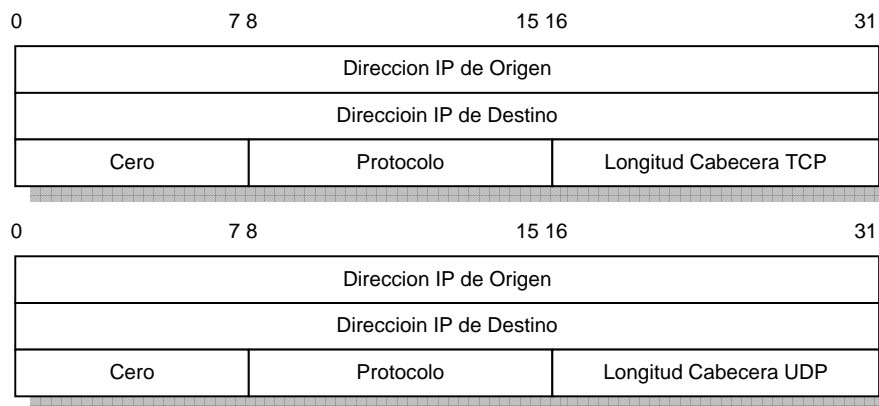 0 7 8 15 16 31
Direccion IP de Origen
Direccioin IP de Destino
Cero Protocolo Longitud Cabecera TCP
0 7 8 15 16 31
Direccion IP de Origen
Direccioin IP de Destino
Cero Protocolo Longitud Cabecera UDP